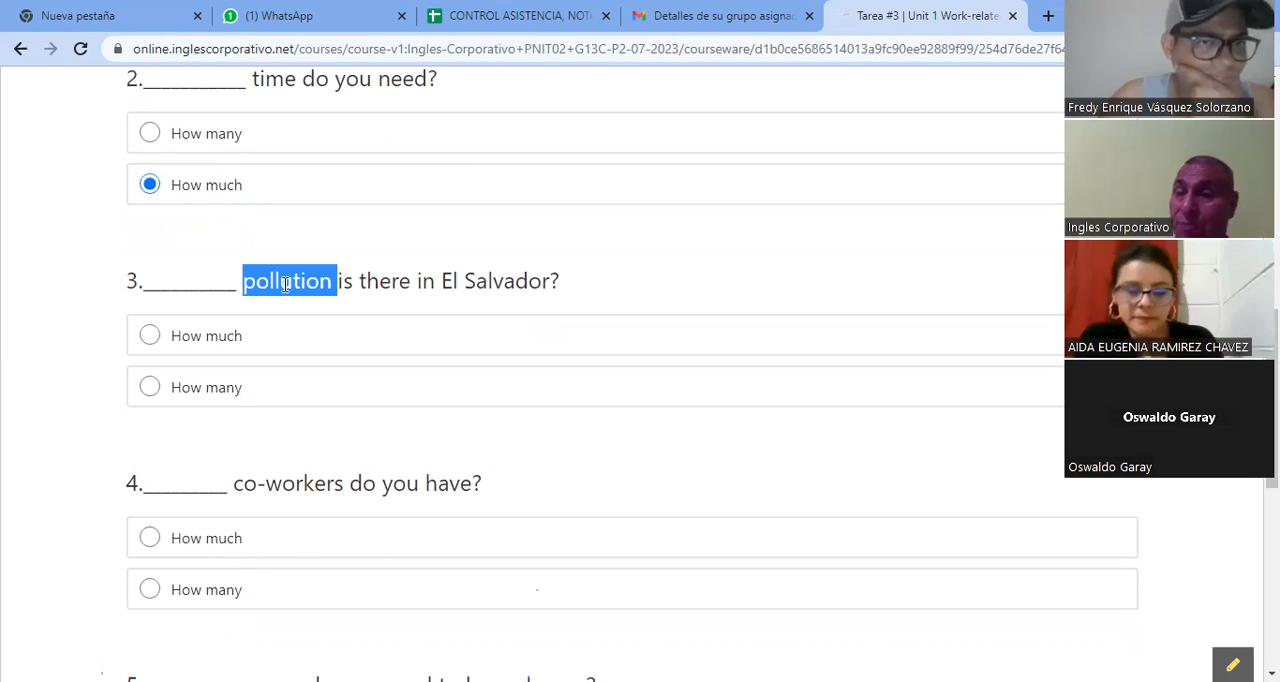 Nueva pestaña
(1) WhatsApp
CONTROL ASISTENCIA, NOT
Detalles de su grupo asignac
Tarea #3 | Unit 1 Work-relate
online.inglescorporativo.net/courses/course-v1:Ingles-Corporativo+PNIT02+G13C-P2-07-2023/courseware/d1b0ce5686514013a9fc90ee92889f99/254d76de27f64
2.___________ time do you need?
How many
How much
3.__________ pollution is there in El Salvador?
How much
How many
4._________ co-workers do you have?
How much
How many
Fredy Enrique Vásquez Solorzano
Ingles Corporativo
AIDA EUGENIA RAMIREZ CHAVEZ
Oswaldo Garay
Oswaldo Garay